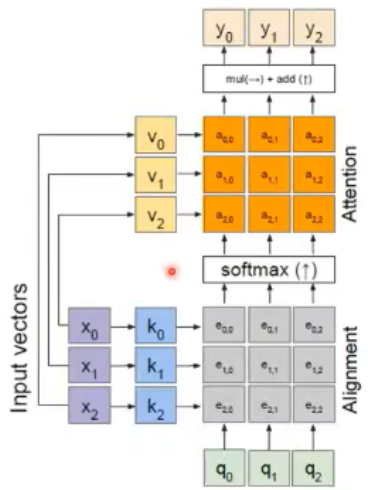 y0 y1 y2
mul(→) + add (↑)
v0 a0,0 a0,1 a0,2
v1 a1,0 a1,1 a1,2
v2 a2,0 a2,1 a2,2
Attention
softmax (↑)
Input vectors
x0 k0 e0,0 e0,1 e0,2
x1 k1 e1,0 e1,1 e1,2
x2 k2 e2,0 e2,1 e2,2
Alignment
q0 q1 q2